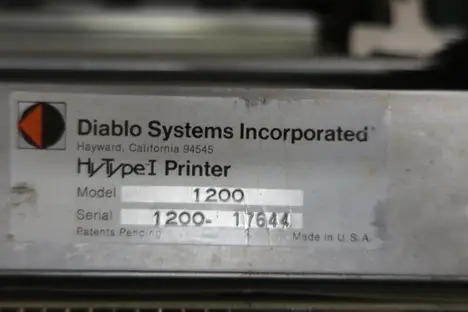 Diablo Systems Incorporated
Hayward, California 94545
HyType I Printer
Model 1200
Serial 1200- 17644
Patents Pending Made in U.S.A.